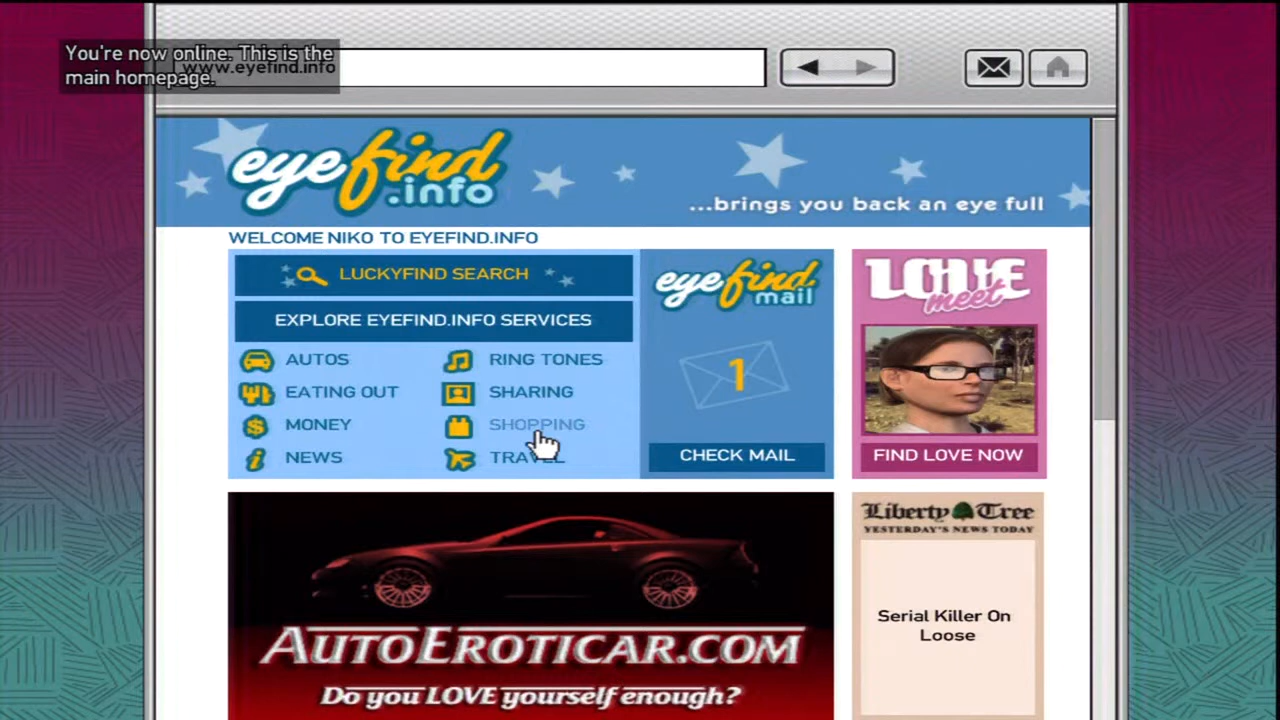 You're now online. This is the
main homepage.
www.eyefind.info
eyefind
.info
...brings you back an eye full
WELCOME NIKO TO EYEFIND.INFO
LUCKYFIND SEARCH
EXPLORE EYEFIND.INFO SERVICES
AUTOS
RING TONES
EATING OUT
SHARING
MONEY
SHOPPING
NEWS
TRAVEL
eyefind
mail
1
CHECK MAIL
LOVE
meet
FIND LOVE NOW
AUTOEROTICAR.COM
Do you LOVE yourself enough?
Liberty Tree
YESTERDAY'S NEWS TODAY
Serial Killer On
Loose